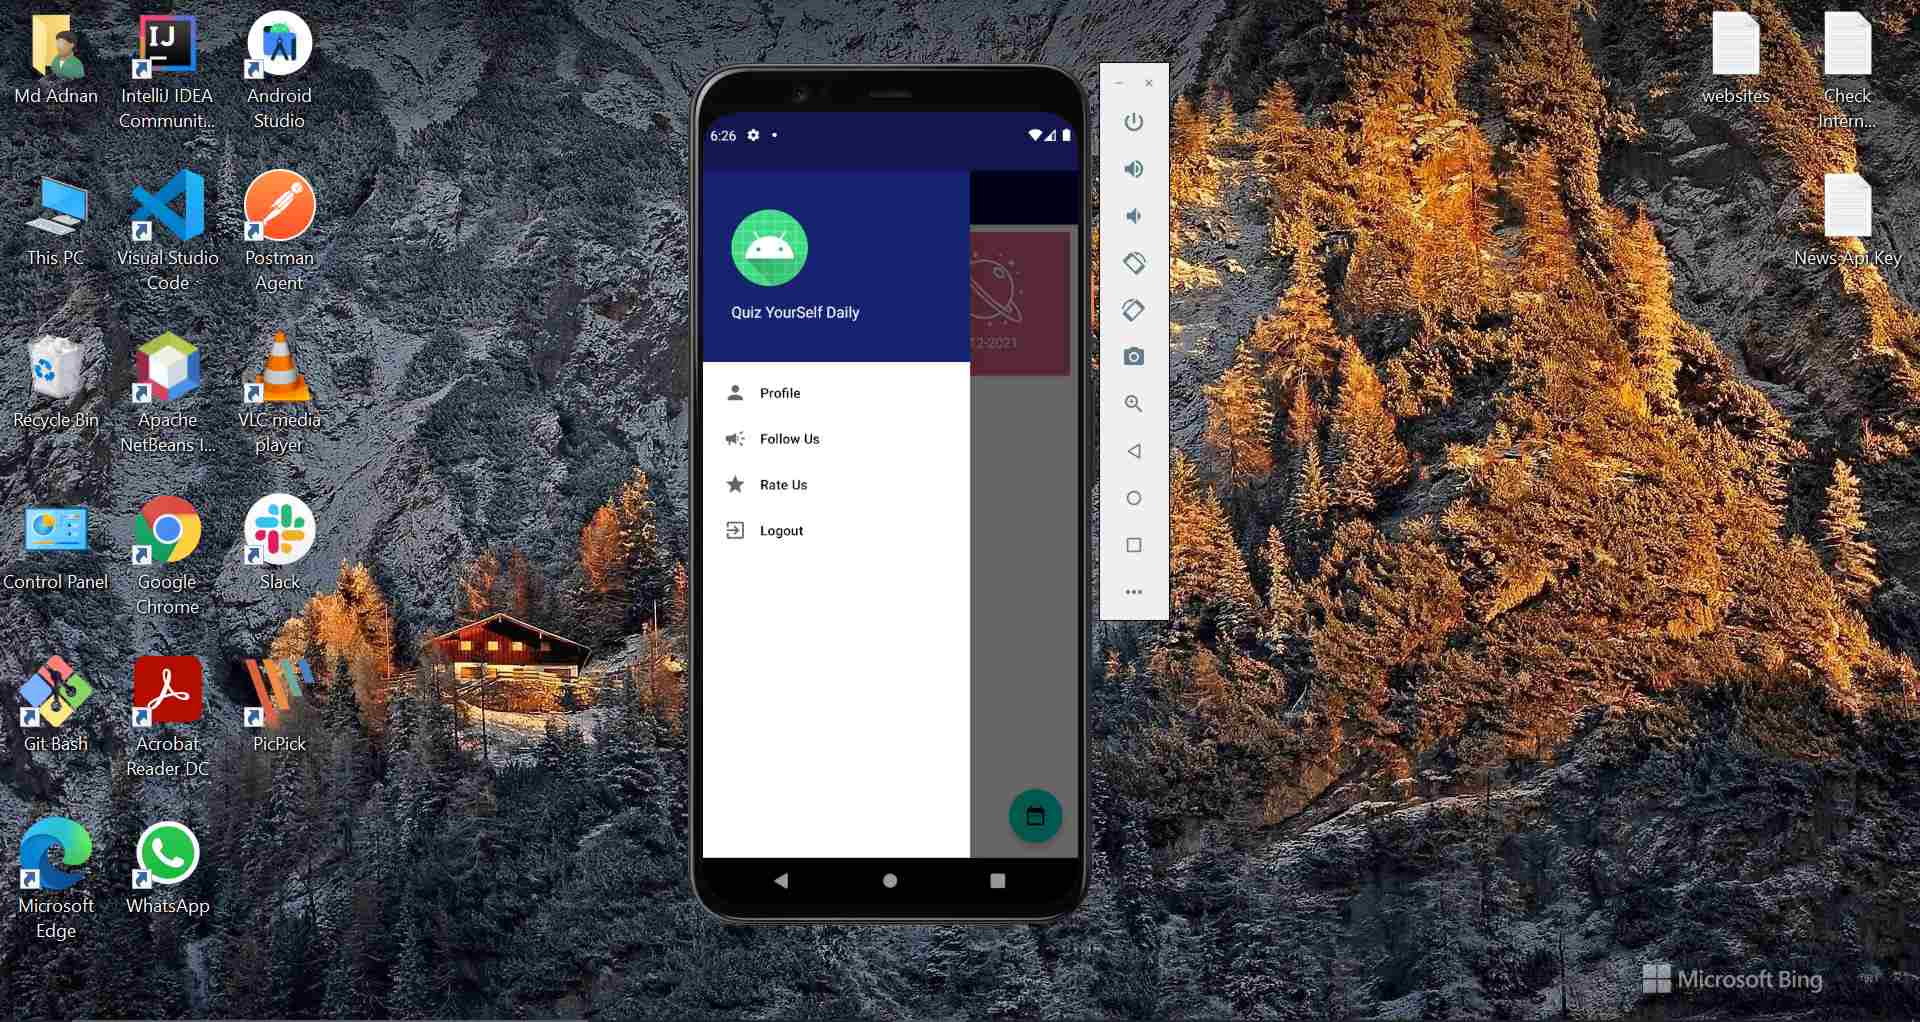 Md Adnan
IJ
IntelliJ IDEA
Communit...
Android
Studio
This PC
Visual Studio
Code
Postman
Agent
Recycle Bin
Apache
NetBeans I...
VLC media
player
Control Panel
Google
Chrome
Slack
Git Bash
Acrobat
Reader DC
PicPick
Microsoft
Edge
WhatsApp
6:26
Quiz YourSelf Daily
12-2021
Profile
Follow Us
Rate Us
Logout
websites
Check
Intern...
News Api Key
Microsoft Bing